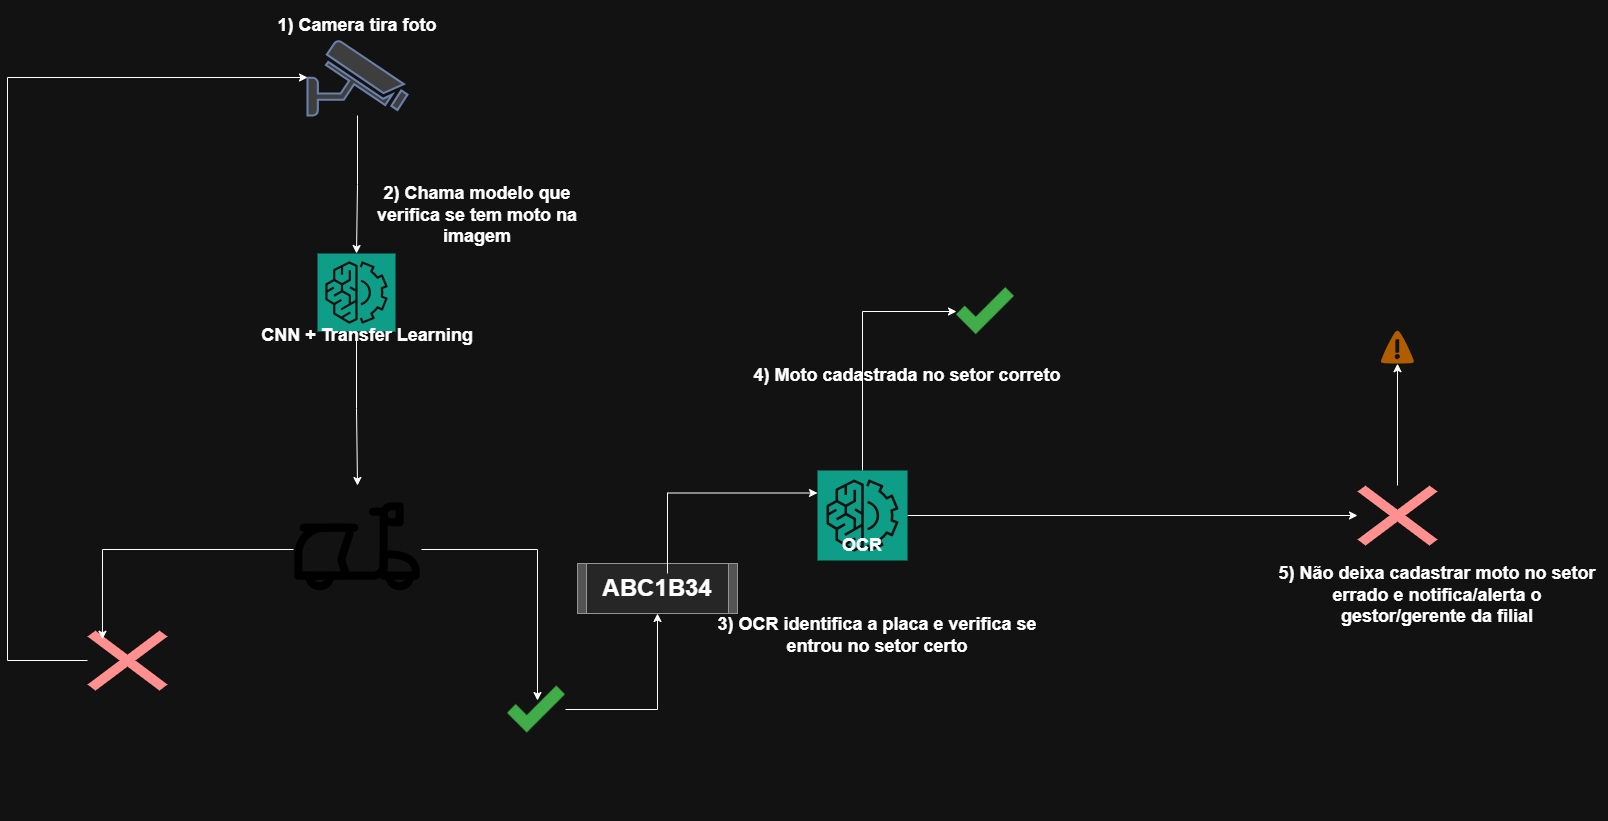 1) Camera tira foto
2) Chama modelo que
verifica se tem moto na
imagem
CNN + Transfer Learning
4) Moto cadastrada no setor correto
OCR
ABC1B34
3) OCR identifica a placa e verifica se
entrou no setor certo
5) Não deixa cadastrar moto no setor
errado e notifica/alerta o
gestor/gerente da filial